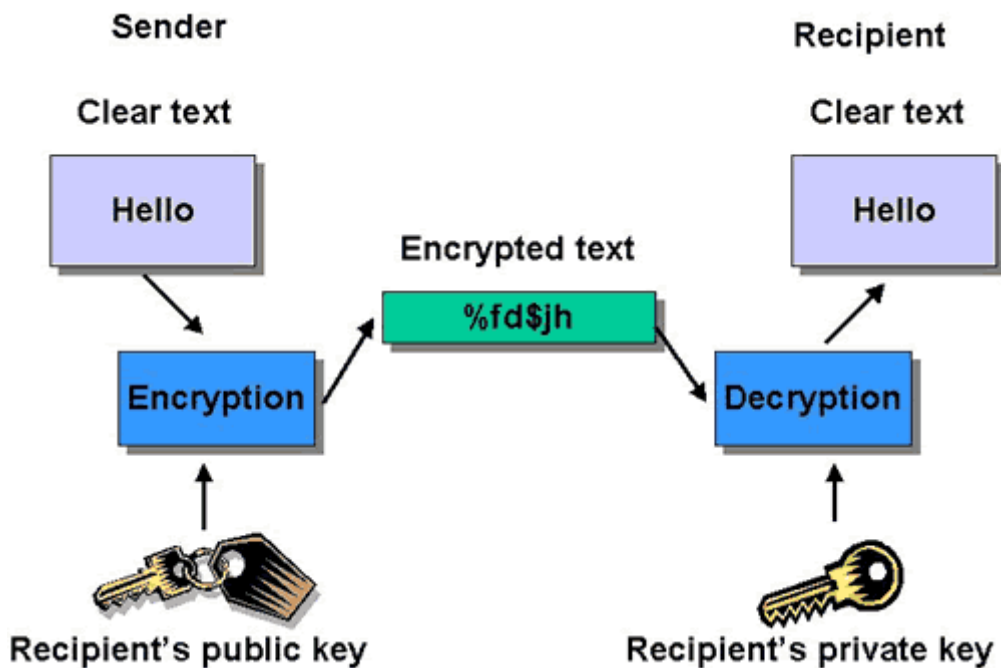 Sender
Recipient
Clear text
Clear text
Hello
Hello
Encrypted text
%fd$jh
Encryption
Decryption
Recipient's public key
Recipient's private key